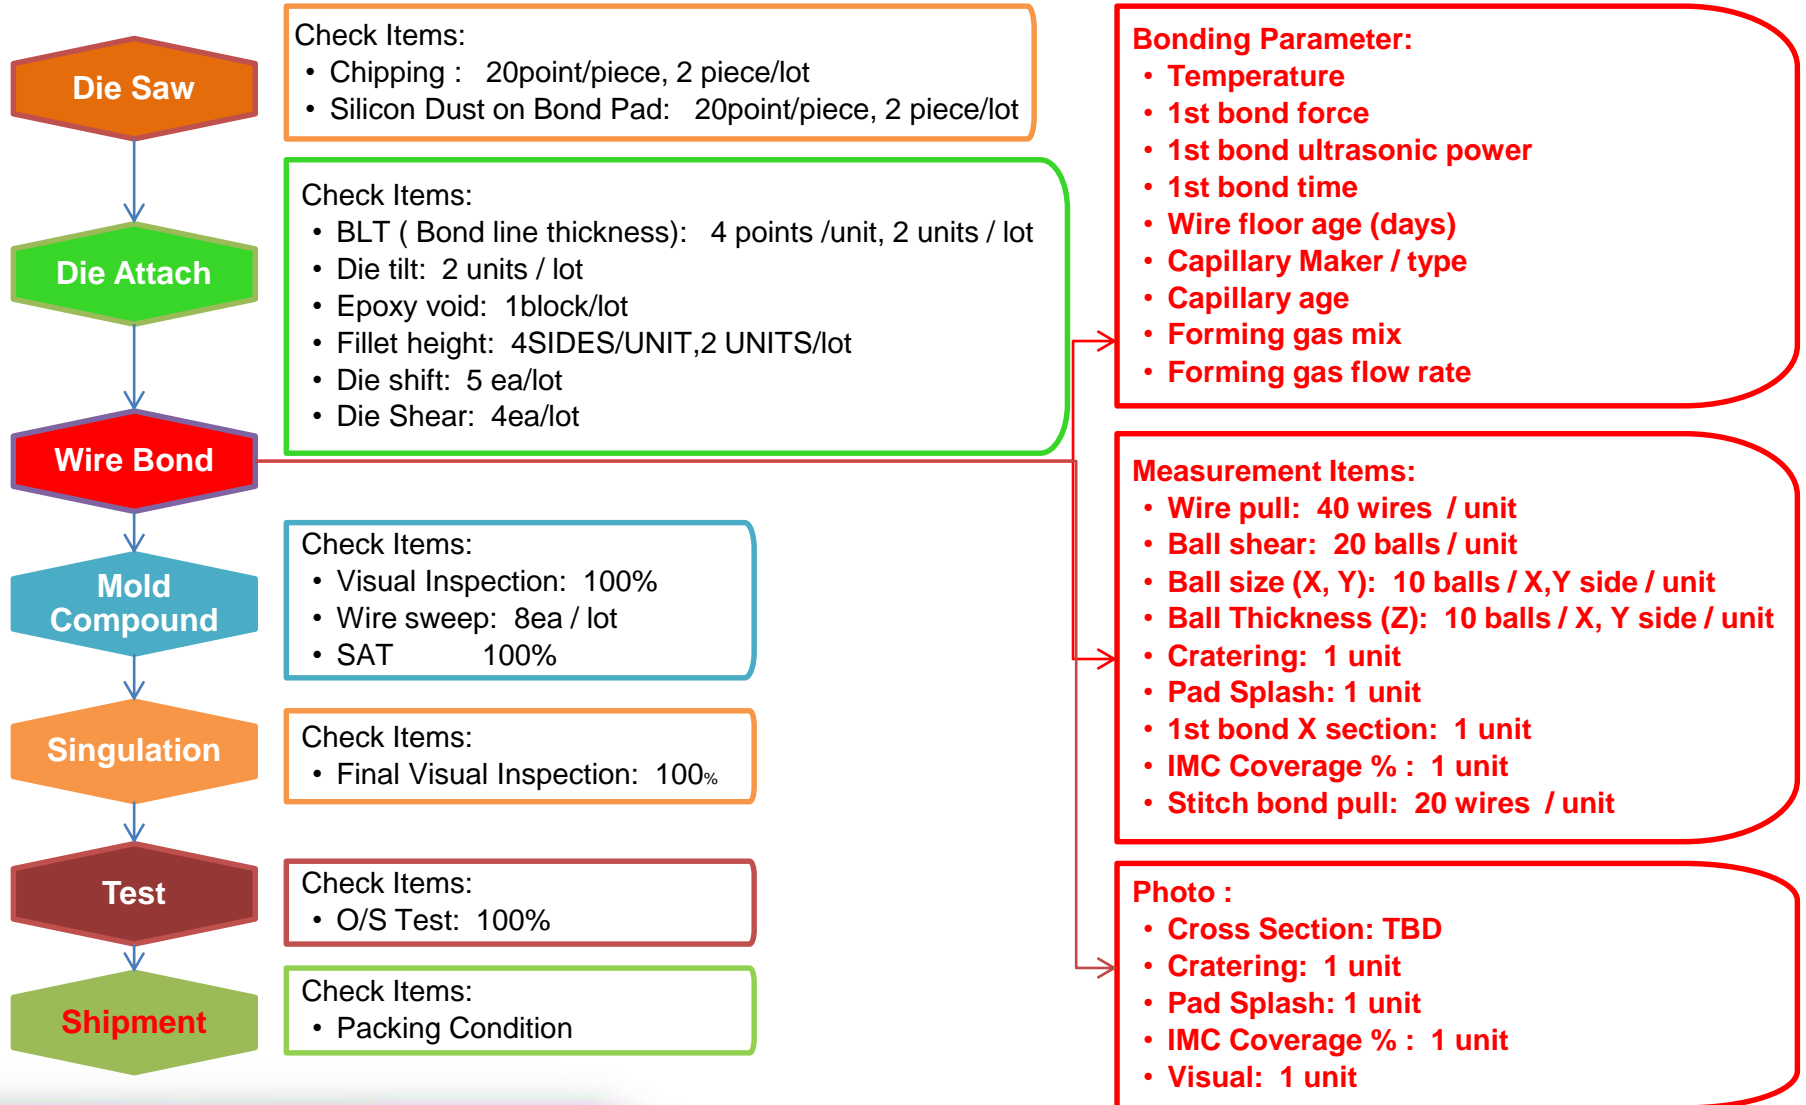 Die Saw
Check Items:
• Chipping :   20point/piece, 2 piece/lot
• Silicon Dust on Bond Pad:   20point/piece, 2 piece/lot
Die Attach
Check Items:
• BLT ( Bond line thickness):   4 points /unit, 2 units / lot
• Die tilt:  2 units / lot
• Epoxy void:  1block/lot
• Fillet height:  4SIDES/UNIT,2 UNITS/lot
• Die shift:  5 ea/lot
• Die Shear:  4ea/lot
Wire Bond
Bonding Parameter:
• Temperature
• 1st bond force
• 1st bond ultrasonic power
• 1st bond time
• Wire floor age (days)
• Capillary Maker / type
• Capillary age
• Forming gas mix
• Forming gas flow rate
Measurement Items:
• Wire pull:  40 wires  / unit
• Ball shear:  20 balls / unit
• Ball size (X, Y):  10 balls / X,Y side / unit
• Ball Thickness (Z):  10 balls / X, Y side / unit
• Cratering:  1 unit
• Pad Splash: 1 unit
• 1st bond X section:  1 unit
• IMC Coverage % :  1 unit
• Stitch bond pull:  20 wires  / unit
Photo :
• Cross Section: TBD
• Cratering:  1 unit
• Pad Splash: 1 unit
• IMC Coverage % :  1 unit
• Visual:  1 unit
Mold
Compound
Check Items:
• Visual Inspection:  100%
• Wire sweep:  8ea / lot
• SAT          100%
Singulation
Check Items:
• Final Visual Inspection:  100%
Test
Check Items:
• O/S Test:  100%
Shipment
Check Items:
• Packing Condition